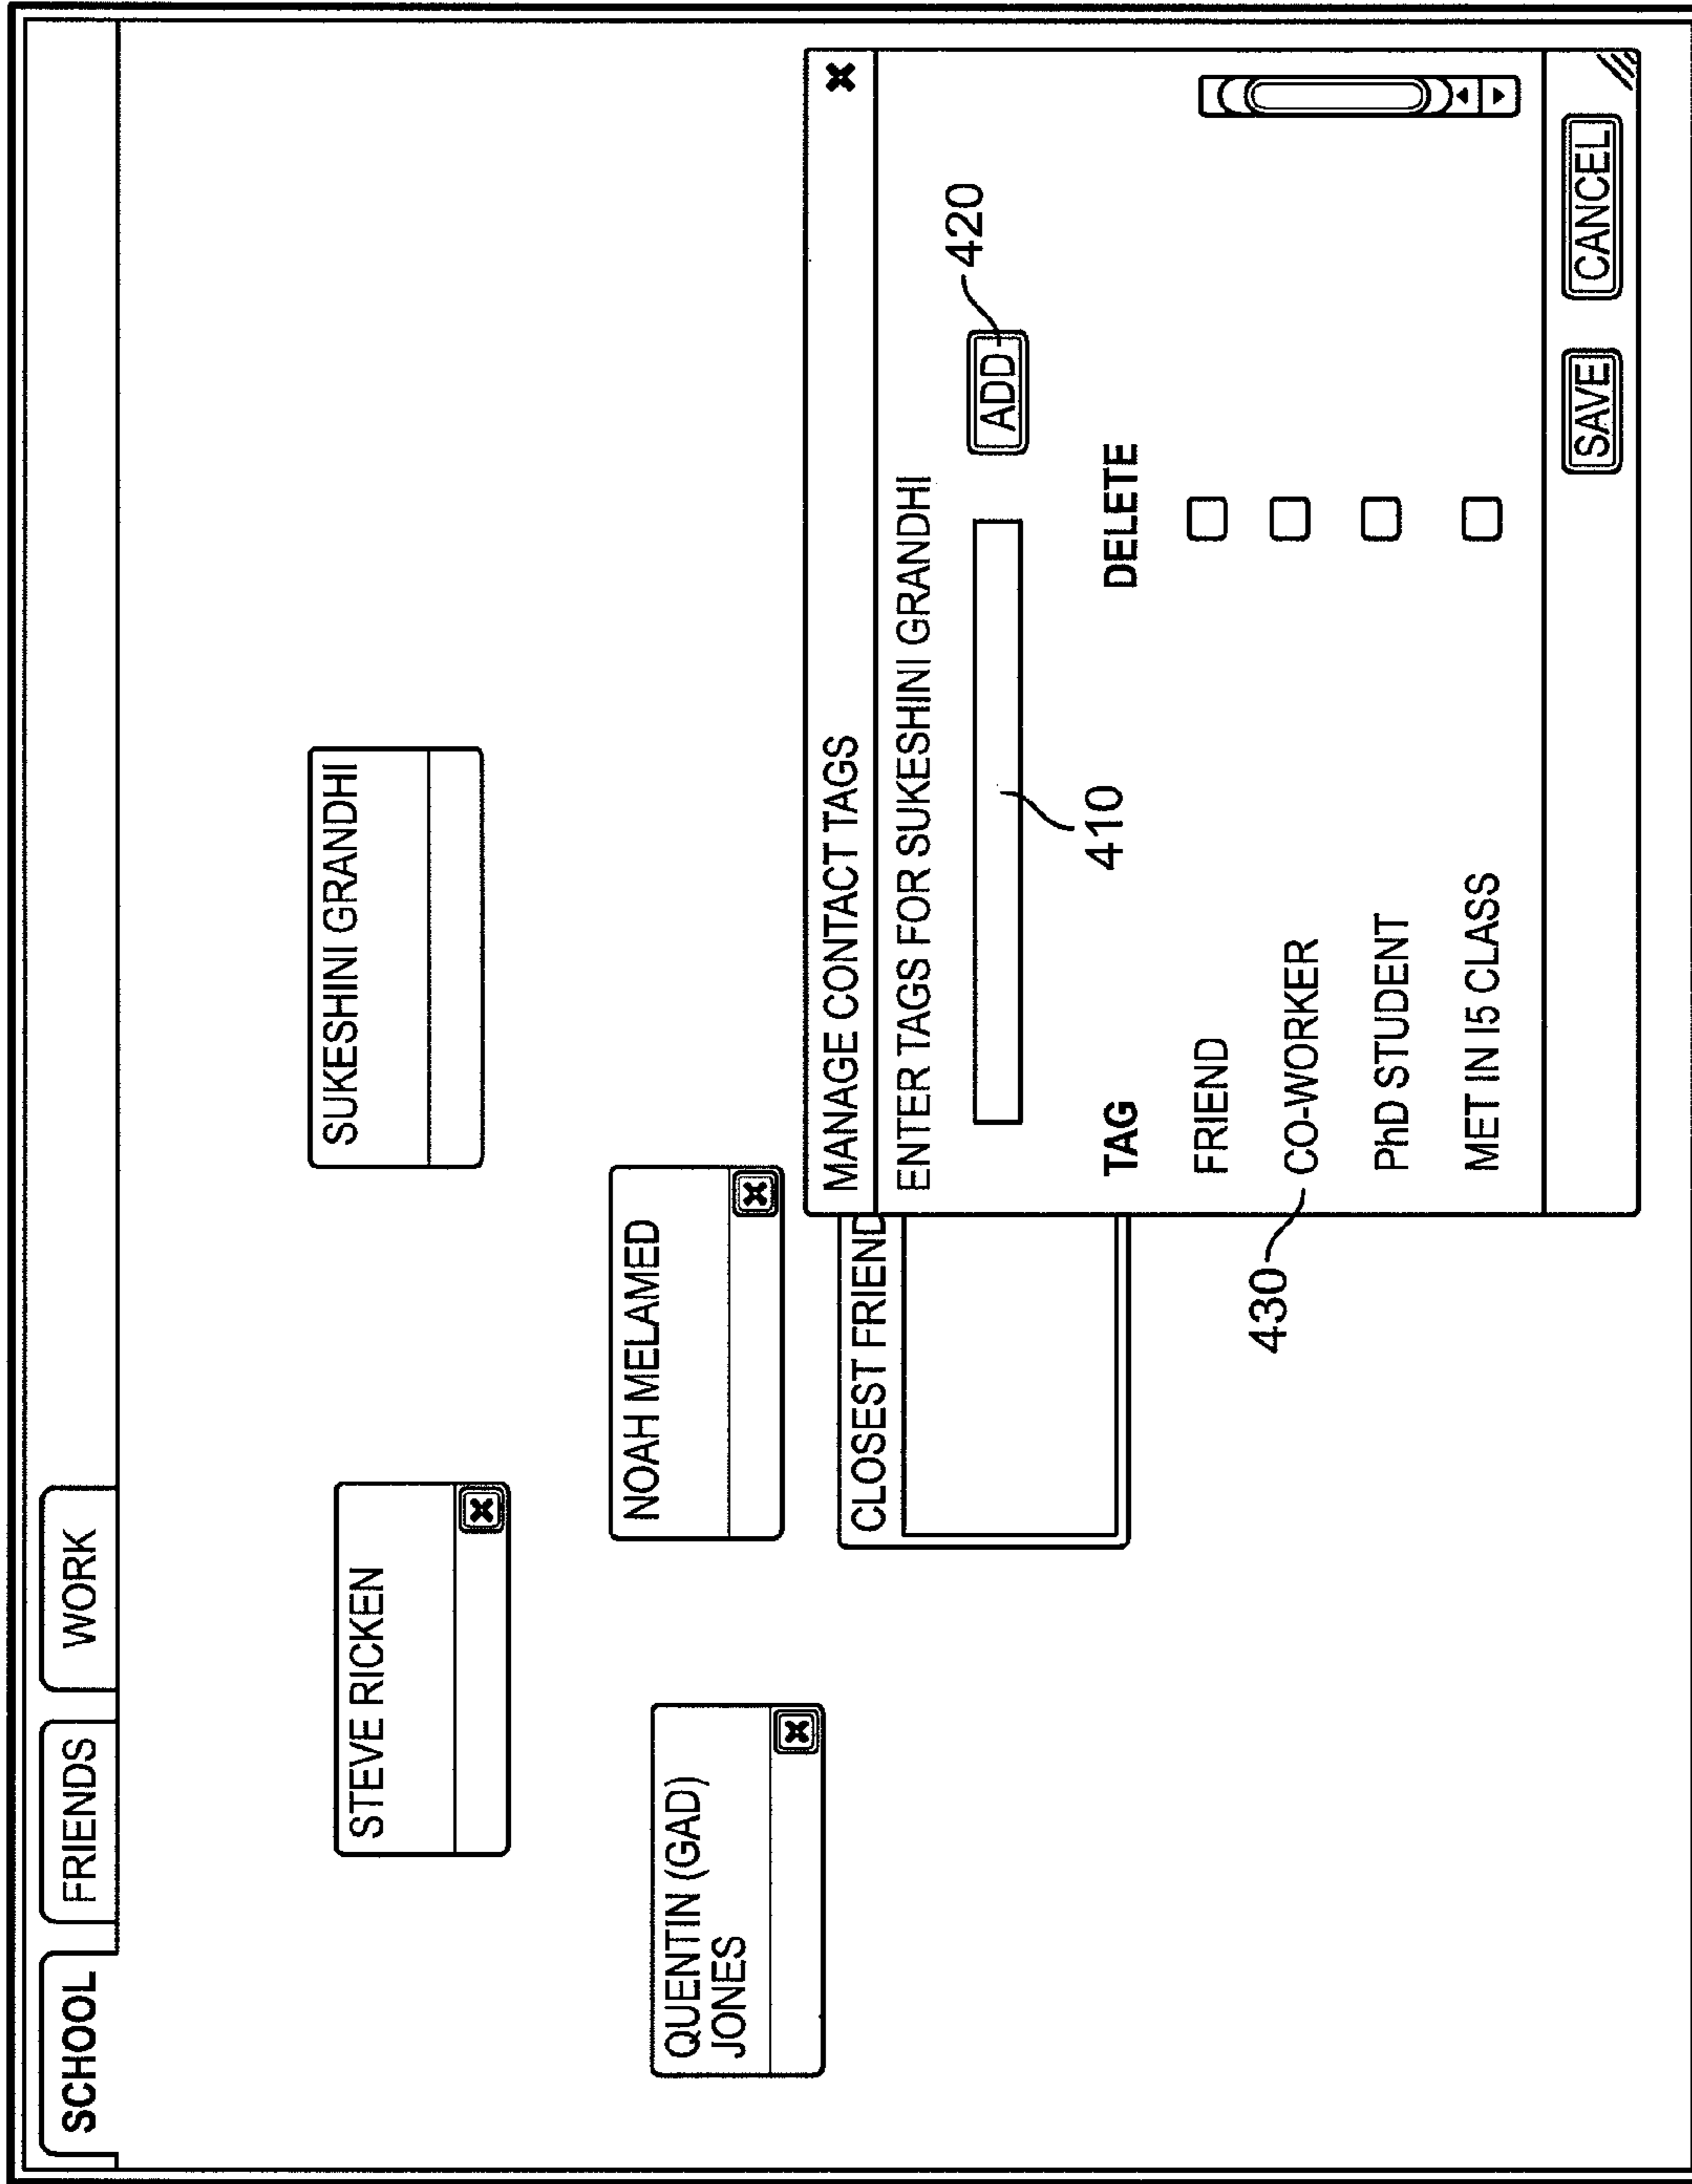 SCHOOL
FRIENDS
WORK
STEVE RICKEN
SUKESHINI GRANDHI
QUENTIN (GAD)
JONES
NOAH MELAMED
CLOSEST FRIEND
MANAGE CONTACT TAGS
ENTER TAGS FOR SUKESHINI GRANDHI
ADD
420
410
TAG DELETE
FRIEND
430 CO-WORKER
PhD STUDENT
MET IN I5 CLASS
SAVE CANCEL